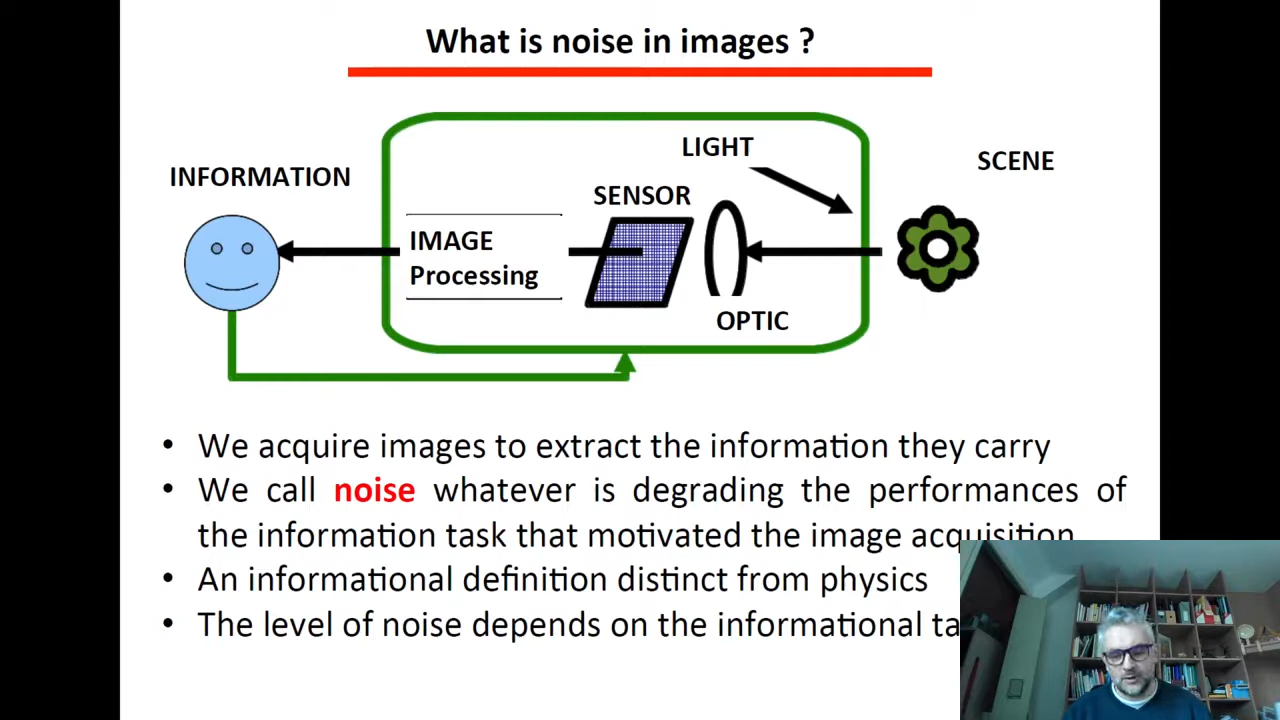 What is noise in images ?
LIGHT
SCENE
INFORMATION
SENSOR
IMAGE
Processing
OPTIC
• We acquire images to extract the information they carry
• We call noise whatever is degrading the performances of
the information task that motivated the image acquisition
• An informational definition distinct from physics
• The level of noise depends on the informational